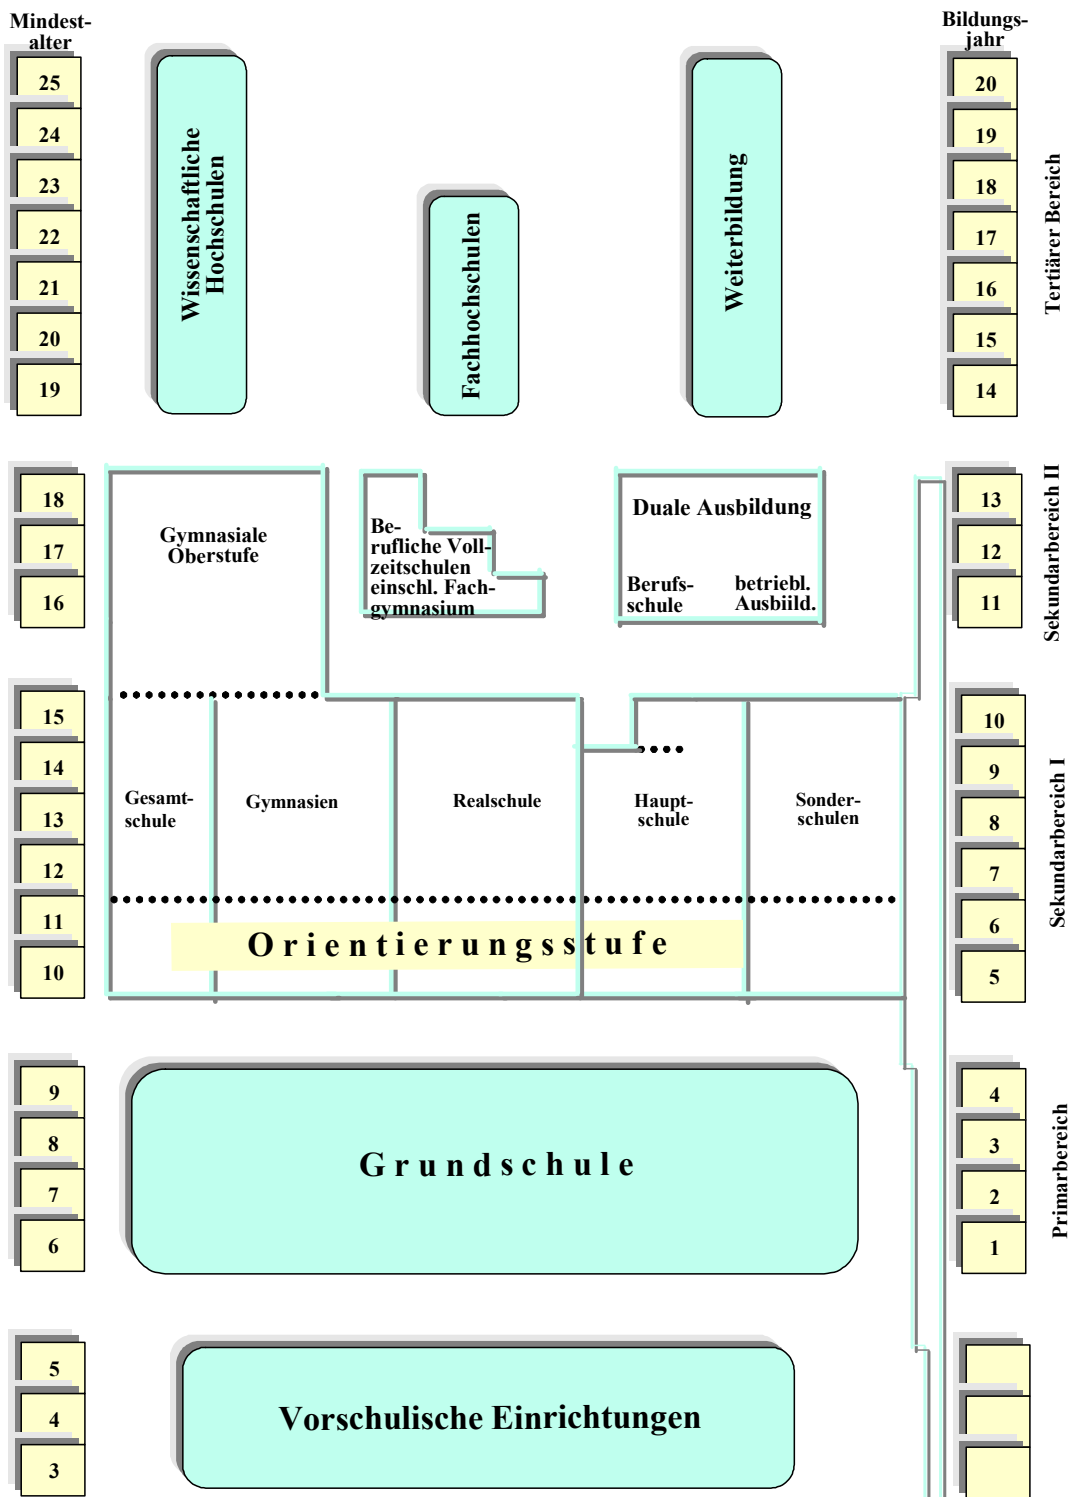 Mindest-
alter
Bildungs-
jahr
25
24
23
22
21
20
19
Wissenschaftliche
Hochschulen
Fachhochschulen
Weiterbildung
20
19
18
17
16
15
14
Tertiärer Bereich
18
17
16
Gymnasiale
Oberstufe
Be-
rufliche Voll-
zeitschulen
einschl. Fach-
gymnasium
Duale Ausbildung
Berufs-
schule
betriebl.
Ausbiild.
13
12
11
Sekundarbereich II
15
14
13
12
11
10
Gesamt-
schule
Gymnasien
Realschule
Haupt-
schule
Sonder-
schulen
Orientierungsstufe
10
9
8
7
6
5
Sekundarbereich I
9
8
7
6
Grundschule
4
3
2
1
Primarbereich
5
4
3
Vorschulische Einrichtungen